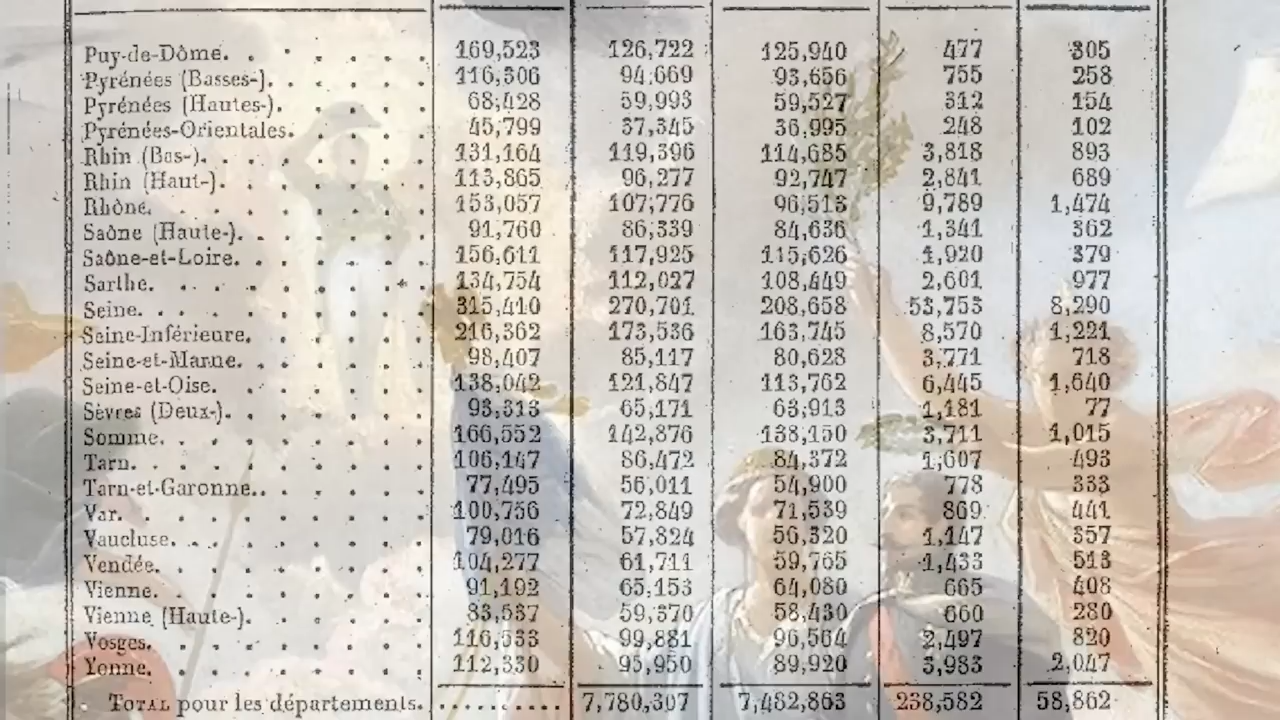 Puy-de-Dôme. 169,523 126,722 125,940 477 305
Pyrénées (Basses-). 116,306 94,669 93,656 755 258
Pyrénées (Hautes-). 68,428 59,993 59,527 312 154
Pyrénées-Orientales. 45,799 37,345 36,995 248 102
Rhin (Bas-). 131,164 119,396 114,685 3,818 893
Rhin (Haut-). 113,865 96,277 92,747 2,841 689
Rhône. 153,057 107,776 96,513 9,789 1,474
Saône (Haute-). 91,760 86,339 84,636 1,341 362
Saône-et-Loire. 156,611 117,925 115,626 1,920 379
Sarthe. 134,754 112,027 108,449 2,601 977
Seine. 315,410 270,701 208,658 53,753 8,290
Seine-Inférieure. 216,362 173,536 163,745 8,570 1,221
Seine-et-Marne. 98,407 85,117 80,628 3,771 718
Seine-et-Oise. 138,042 121,847 113,762 6,445 1,640
Sèvres (Deux-). 93,313 65,171 63,913 1,181 77
Somme. 166,552 142,876 138,150 3,711 1,015
Tarn. 106,147 86,472 84,372 1,607 493
Tarn-et-Garonne. 77,495 56,011 54,900 778 333
Var. 100,756 72,849 71,539 869 441
Vaucluse. 79,016 57,824 56,320 1,147 357
Vendée. 104,277 61,711 59,765 1,433 513
Vienne. 91,192 65,153 64,080 665 408
Vienne (Haute-). 83,537 59,370 58,430 660 280
Vosges. 116,533 99,881 96,564 2,497 820
Yonne. 112,330 95,950 89,920 3,983 2,047
TOTAL pour les départements. 7,780,307 7,482,863 238,582 58,862